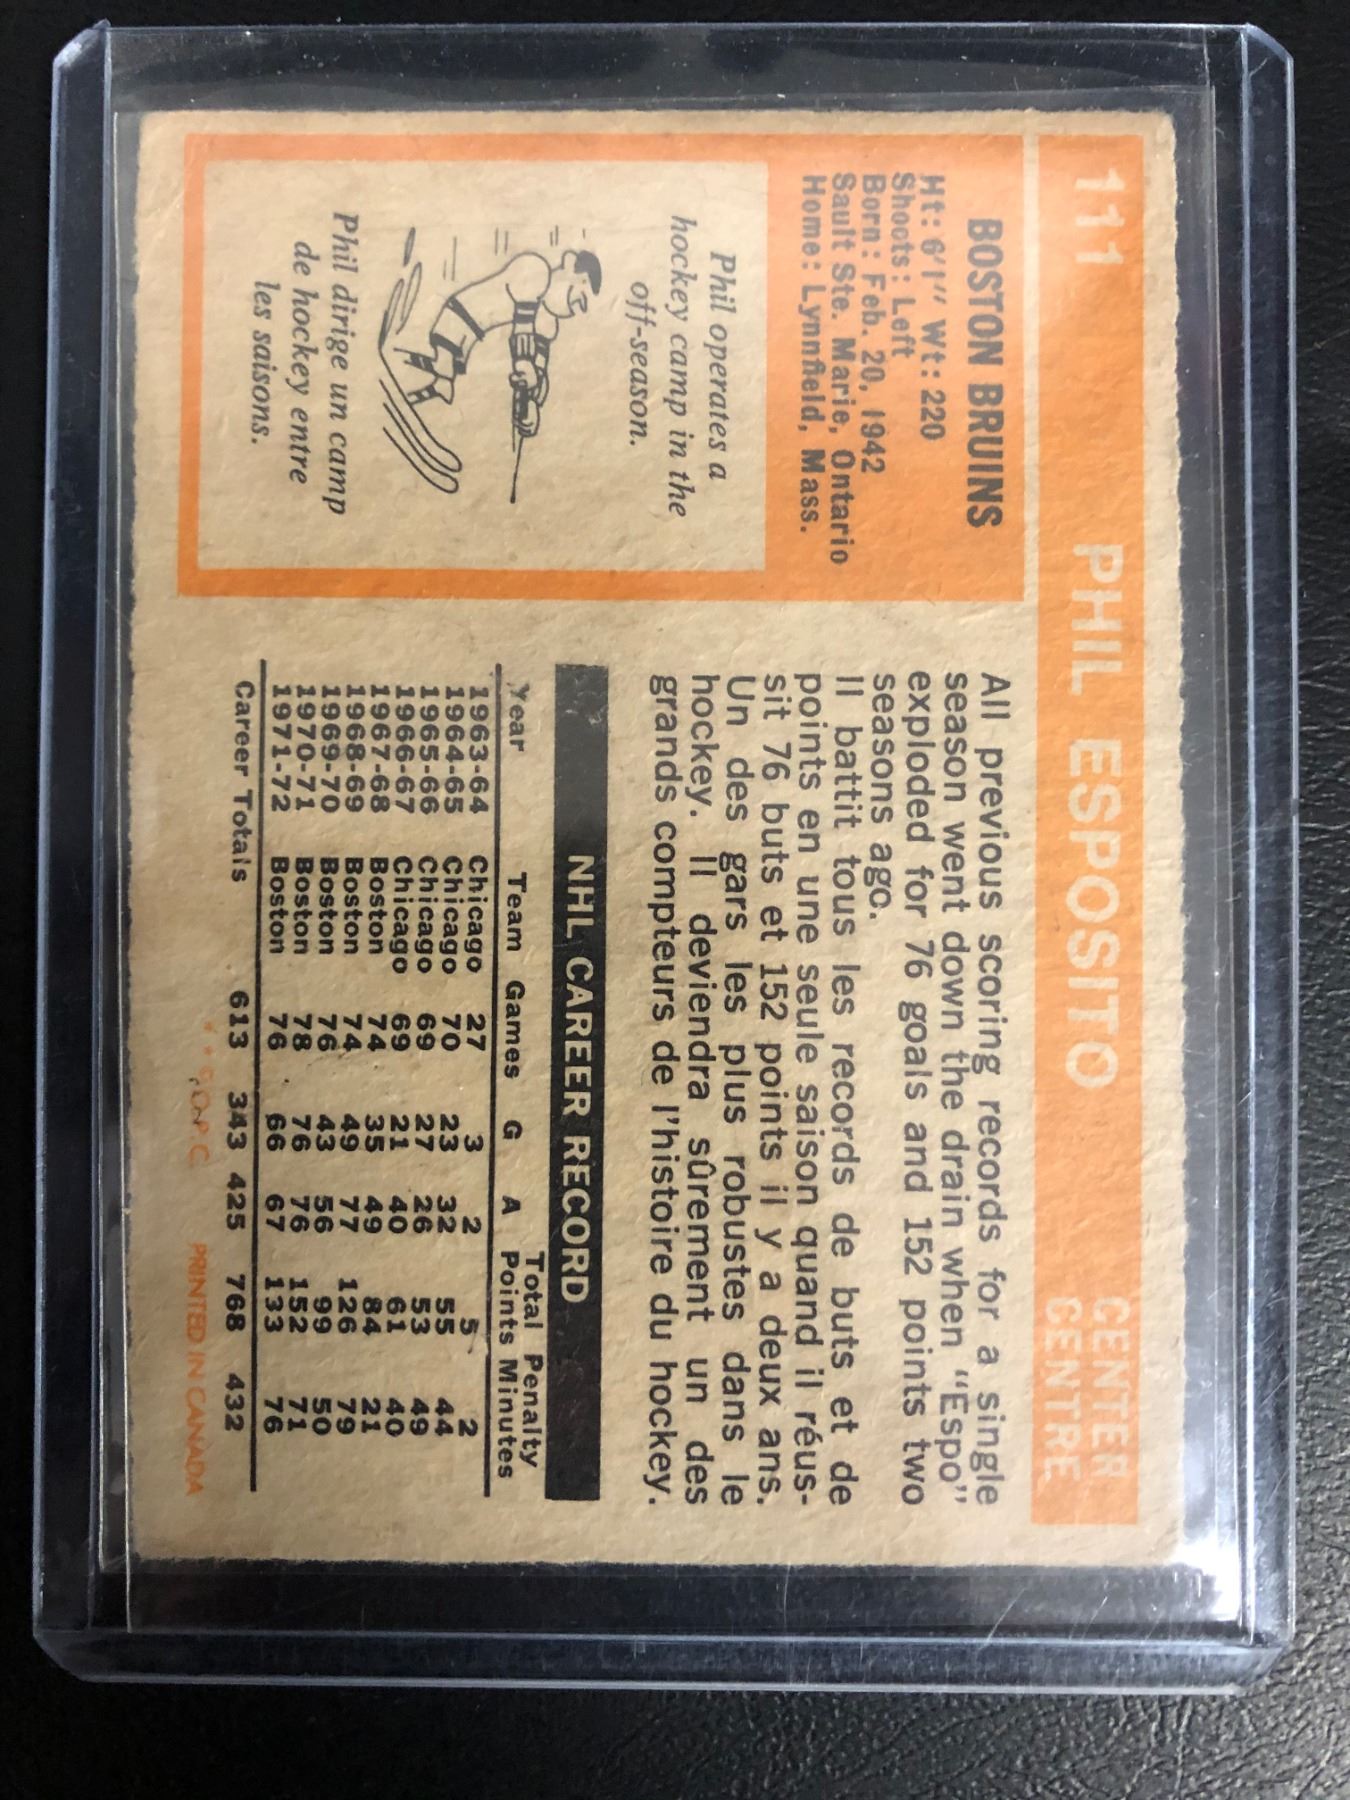 111 PHIL ESPOSITO CENTER
CENTRE
BOSTON BRUINS
Ht: 6'1" Wt: 220
Shoots: Left
Born: Feb. 20, 1942
Sault Ste. Marie, Ontario
Home: Lynnfield, Mass.
Phil operates a
hockey camp in the
off-season.
Phil dirige un camp
de hockey entre
les saisons.
All previous scoring records for a single
season went down the drain when "Espo"
exploded for 76 goals and 152 points two
seasons ago.
Il battit tous les records de buts et de
points en une seule saison quand il réus-
sit 76 buts et 152 points il y a deux ans.
Un des gars les plus robustes dans le
hockey. Il deviendra sûrement un des
grands compteurs de l'histoire du hockey.
NHL CAREER RECORD
Total Penalty
Year Team Games G A Points Minutes
1963-64 Chicago 27 3 2 5 2
1964-65 Chicago 70 23 32 55 44
1965-66 Chicago 69 27 26 53 49
1966-67 Chicago 69 21 40 61 40
1967-68 Boston 74 35 49 84 21
1968-69 Boston 74 49 77 126 79
1969-70 Boston 76 43 56 99 50
1970-71 Boston 78 76 76 152 71
1971-72 Boston 76 66 67 133 76
Career Totals 613 343 425 768 432
PRINTED IN CANADA